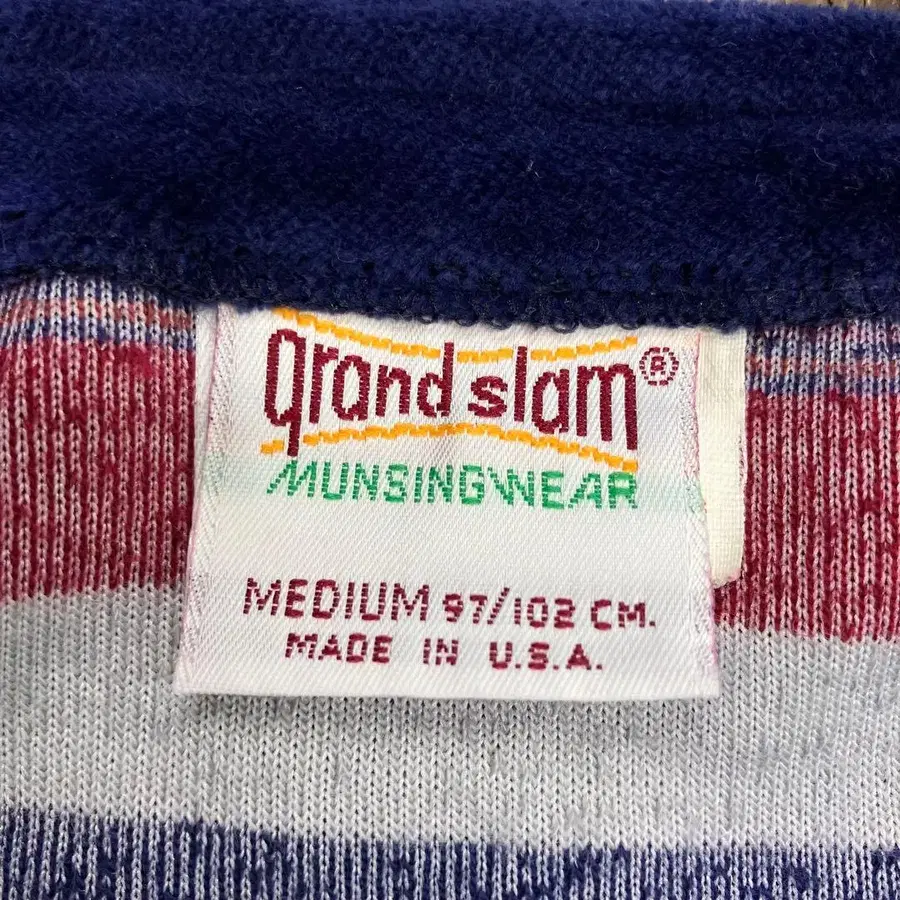 grand slam®
MUNSINGWEAR
MEDIUM 97/102 CM.
MADE IN U.S.A.